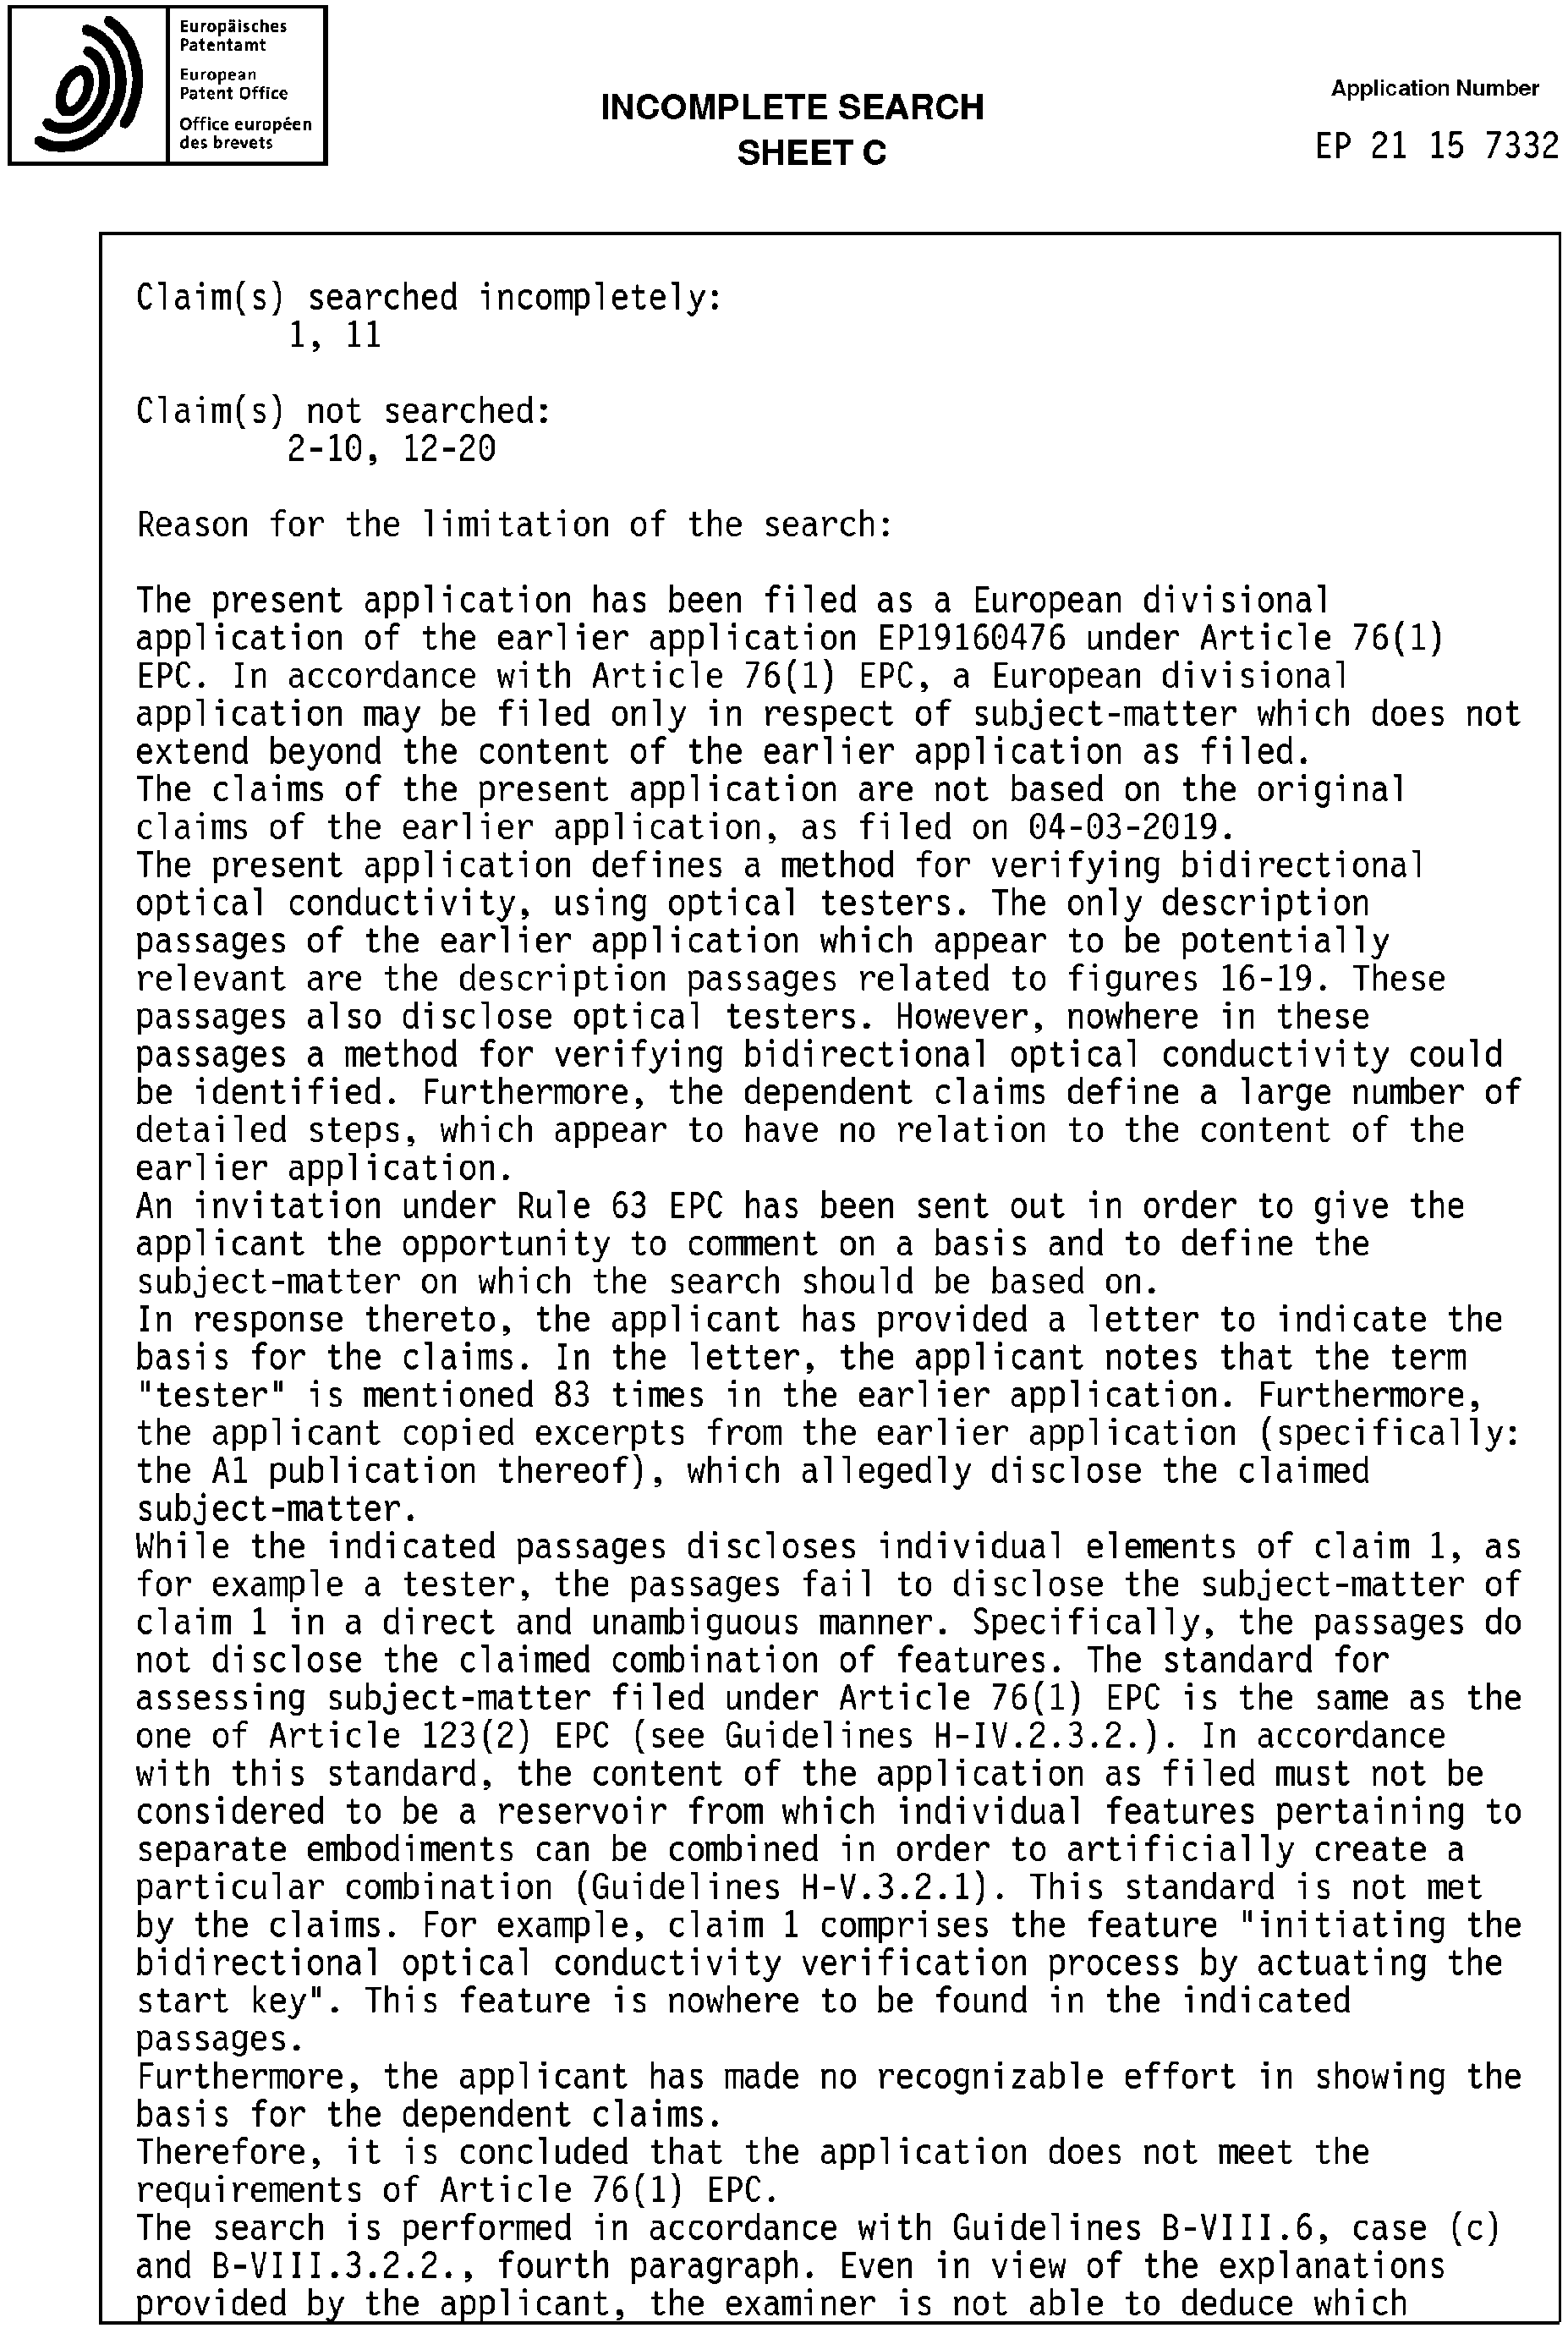 Europäisches
Patentamt
European
Patent Office
Office européen
des brevets
INCOMPLETE SEARCH
SHEET C
Application Number
EP 21 15 7332
Claim(s) searched incompletely:
1, 11
Claim(s) not searched:
2-10, 12-20
Reason for the limitation of the search:
The present application has been filed as a European divisional
application of the earlier application EP19160476 under Article 76(1)
EPC. In accordance with Article 76(1) EPC, a European divisional
application may be filed only in respect of subject-matter which does not
extend beyond the content of the earlier application as filed.
The claims of the present application are not based on the original
claims of the earlier application, as filed on 04-03-2019.
The present application defines a method for verifying bidirectional
optical conductivity, using optical testers. The only description
passages of the earlier application which appear to be potentially
relevant are the description passages related to figures 16-19. These
passages also disclose optical testers. However, nowhere in these
passages a method for verifying bidirectional optical conductivity could
be identified. Furthermore, the dependent claims define a large number of
detailed steps, which appear to have no relation to the content of the
earlier application.
An invitation under Rule 63 EPC has been sent out in order to give the
applicant the opportunity to comment on a basis and to define the
subject-matter on which the search should be based on.
In response thereto, the applicant has provided a letter to indicate the
basis for the claims. In the letter, the applicant notes that the term
"tester" is mentioned 83 times in the earlier application. Furthermore,
the applicant copied excerpts from the earlier application (specifically:
the A1 publication thereof), which allegedly disclose the claimed
subject-matter.
While the indicated passages discloses individual elements of claim 1, as
for example a tester, the passages fail to disclose the subject-matter of
claim 1 in a direct and unambiguous manner. Specifically, the passages do
not disclose the claimed combination of features. The standard for
assessing subject-matter filed under Article 76(1) EPC is the same as the
one of Article 123(2) EPC (see Guidelines H-IV.2.3.2.). In accordance
with this standard, the content of the application as filed must not be
considered to be a reservoir from which individual features pertaining to
separate embodiments can be combined in order to artificially create a
particular combination (Guidelines H-V.3.2.1). This standard is not met
by the claims. For example, claim 1 comprises the feature "initiating the
bidirectional optical conductivity verification process by actuating the
start key". This feature is nowhere to be found in the indicated
passages.
Furthermore, the applicant has made no recognizable effort in showing the
basis for the dependent claims.
Therefore, it is concluded that the application does not meet the
requirements of Article 76(1) EPC.
The search is performed in accordance with Guidelines B-VIII.6, case (c)
and B-VIII.3.2.2., fourth paragraph. Even in view of the explanations
provided by the applicant, the examiner is not able to deduce which